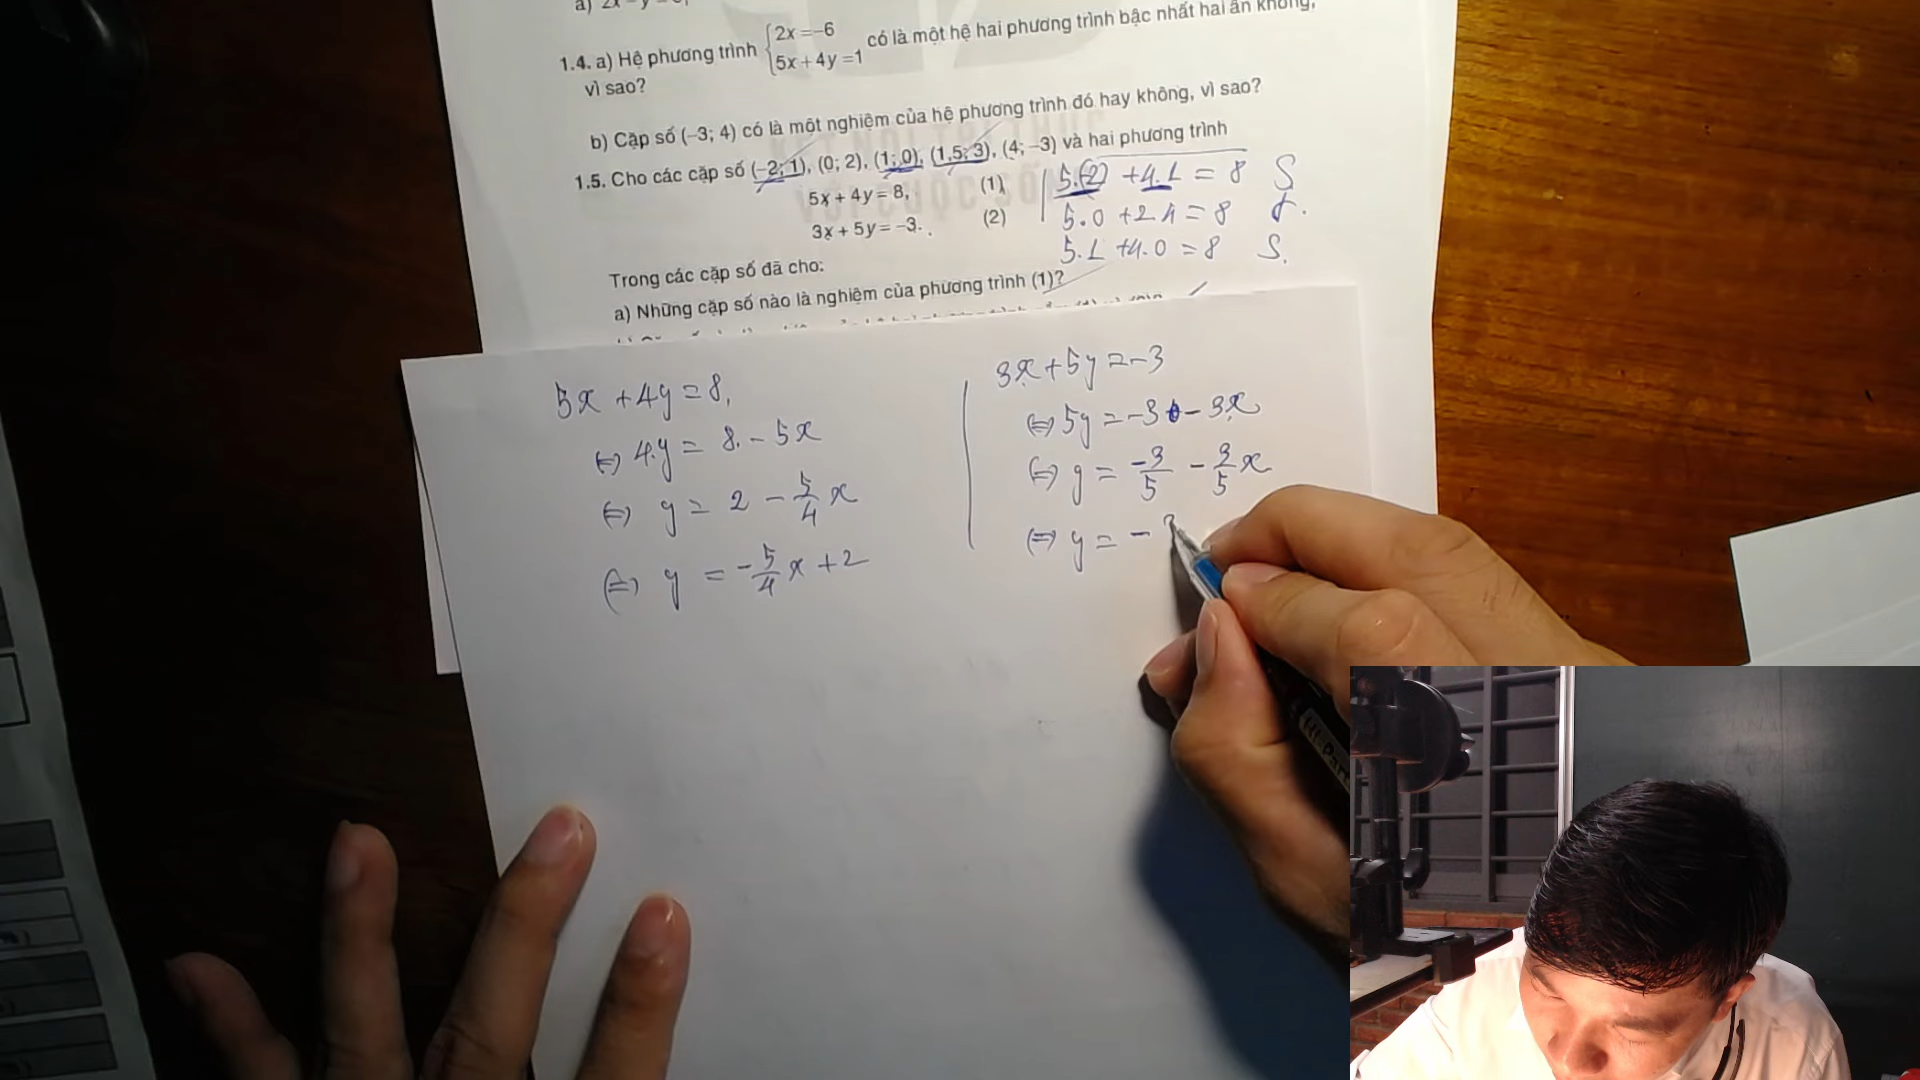 a) 2x – y
1.4. a) Hệ phương trình { 2x = –6
5x + 4y = 1 có là một hệ hai phương trình bậc nhất hai ẩn không,
vì sao?
b) Cặp số (–3; 4) có là một nghiệm của hệ phương trình đó hay không, vì sao?
1.5. Cho các cặp số (–2; 1), (0; 2), (1; 0), (1,5; 3), (4; –3) và hai phương trình
5x + 4y = 8, (1)
3x + 5y = –3. (2)
5.(-2) + 4.1 = 8 S
5.0 + 2.4 = 8 đ.
5.1 + 4.0 = 8 S.
Trong các cặp số đã cho:
a) Những cặp số nào là nghiệm của phương trình (1)?
5x + 4y = 8,
⇔ 4.y = 8. - 5x
⇔ y = 2 - 5/4 x
⇔ y = -5/4 x + 2
3x + 5y = -3
⇔ 5y = -3 - 3x
⇔ y = -3/5 - 3/5 x
⇔ y = - 3